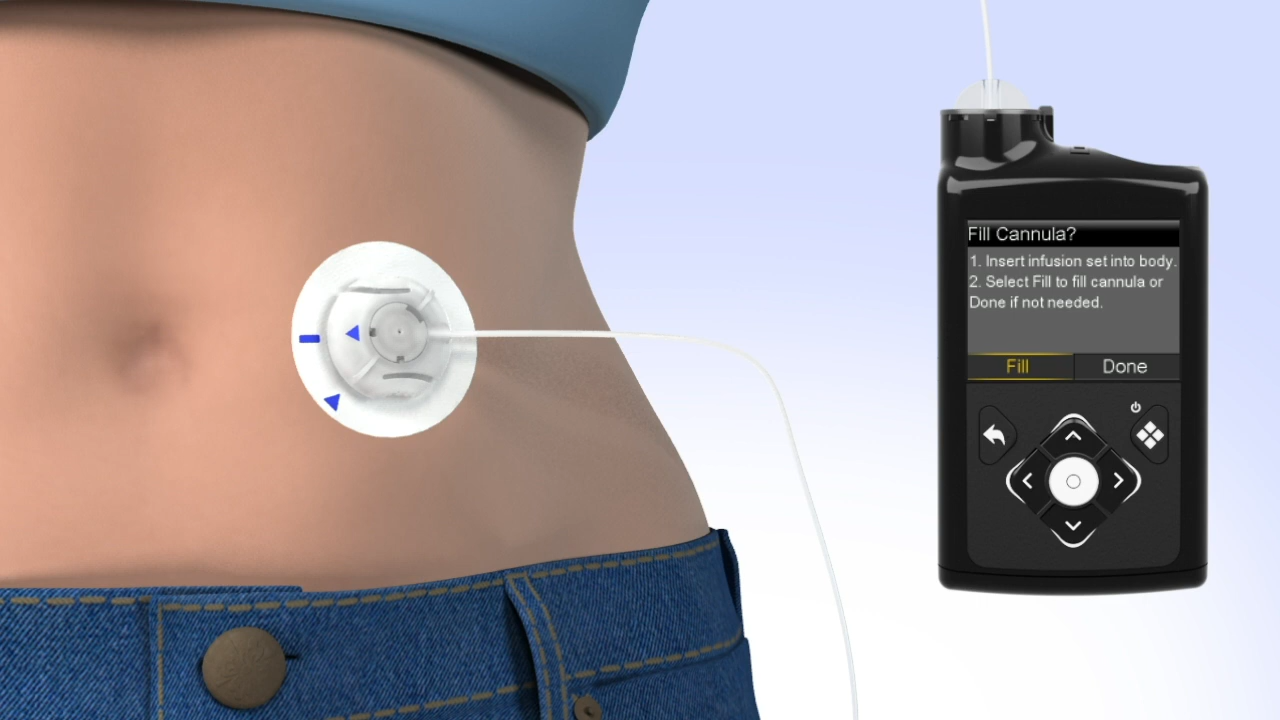 Fill Cannula?
1. Insert infusion set into body.
2. Select Fill to fill cannula or
Done if not needed.
Fill Done